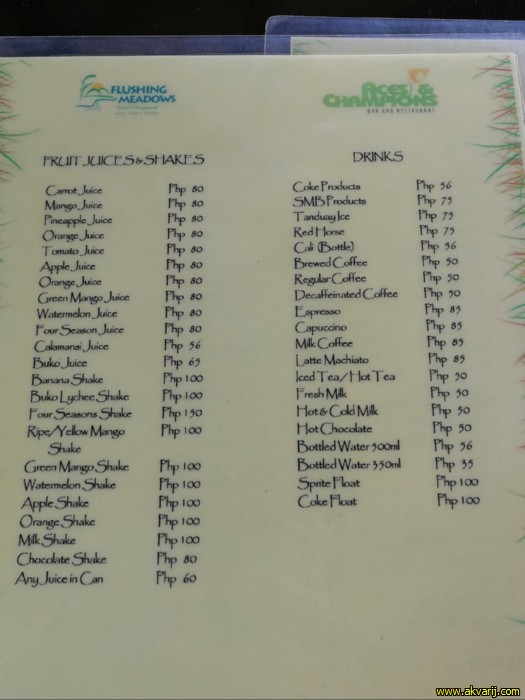 FLUSHING
MEADOWS
ACES &
CHAMPIONS
BAR AND RESTAURANT
FRUIT JUICES & SHAKES
Carrot Juice Php 80
Mango Juice Php 80
Pineapple Juice Php 80
Orange Juice Php 80
Tomato Juice Php 80
Apple Juice Php 80
Orange Juice Php 80
Green Mango Juice Php 80
Watermelon Juice Php 80
Four Season Juice Php 80
Calamansi Juice Php 56
Buko Juice Php 65
Banana Shake Php 100
Buko Lychee Shake Php 100
Four Seasons Shake Php 150
Ripe/Yellow Mango Php 100
Shake
Green Mango Shake Php 100
Watermelon Shake Php 100
Apple Shake Php 100
Orange Shake Php 100
Milk Shake Php 100
Chocolate Shake Php 80
Any Juice in Can Php 60
DRINKS
Coke Products Php 56
SMB Products Php 75
Tanduay Ice Php 75
Red Horse Php 75
Cali (Bottle) Php 56
Brewed Coffee Php 50
Regular Coffee Php 50
Decaffeinated Coffee Php 50
Espresso Php 85
Capuccino Php 85
Milk Coffee Php 85
Latte Machiato Php 85
Iced Tea/Hot Tea Php 50
Fresh Milk Php 50
Hot & Cold Milk Php 50
Hot Chocolate Php 50
Bottled Water 500ml Php 56
Bottled Water 350ml Php 35
Sprite Float Php 100
Coke Float Php 100
www.akvarij.com